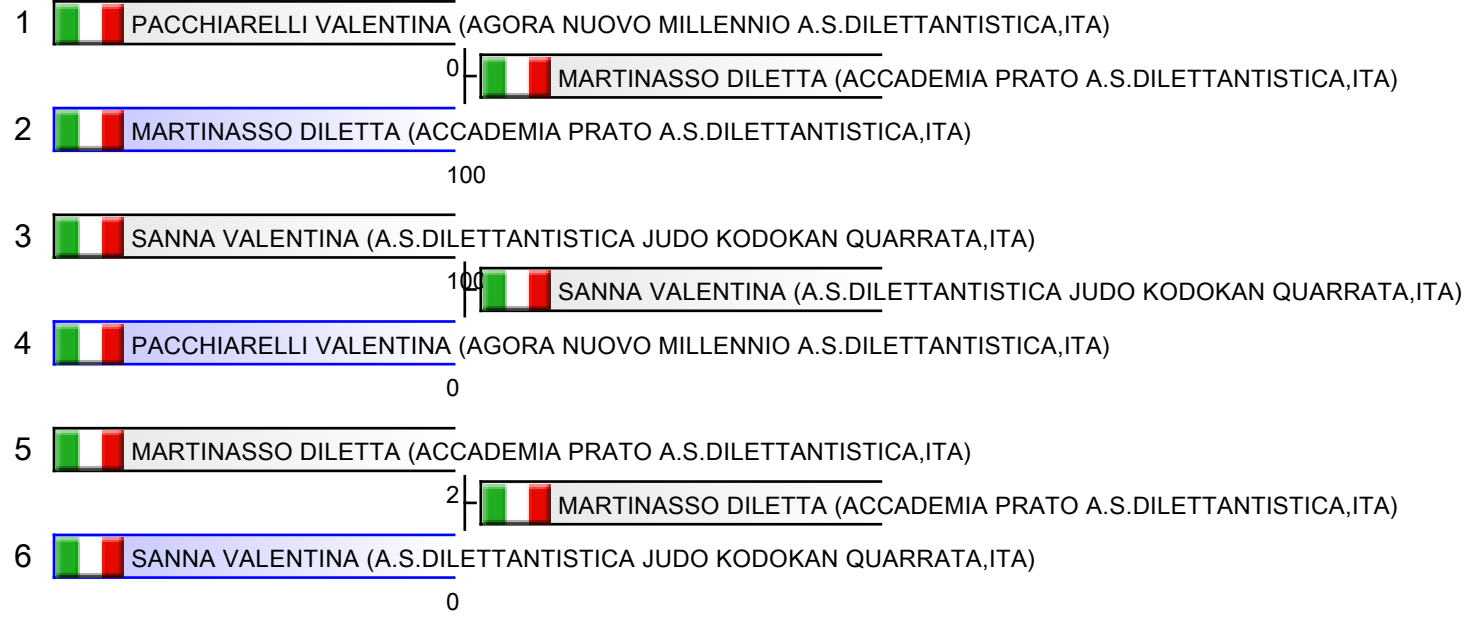 1 PACCHIARELLI VALENTINA (AGORA NUOVO MILLENNIO A.S.DILETTANTISTICA,ITA)
0 MARTINASSO DILETTA (ACCADEMIA PRATO A.S.DILETTANTISTICA,ITA)
2 MARTINASSO DILETTA (ACCADEMIA PRATO A.S.DILETTANTISTICA,ITA)
100
3 SANNA VALENTINA (A.S.DILETTANTISTICA JUDO KODOKAN QUARRATA,ITA)
100 SANNA VALENTINA (A.S.DILETTANTISTICA JUDO KODOKAN QUARRATA,ITA)
4 PACCHIARELLI VALENTINA (AGORA NUOVO MILLENNIO A.S.DILETTANTISTICA,ITA)
0
5 MARTINASSO DILETTA (ACCADEMIA PRATO A.S.DILETTANTISTICA,ITA)
2 MARTINASSO DILETTA (ACCADEMIA PRATO A.S.DILETTANTISTICA,ITA)
6 SANNA VALENTINA (A.S.DILETTANTISTICA JUDO KODOKAN QUARRATA,ITA)
0